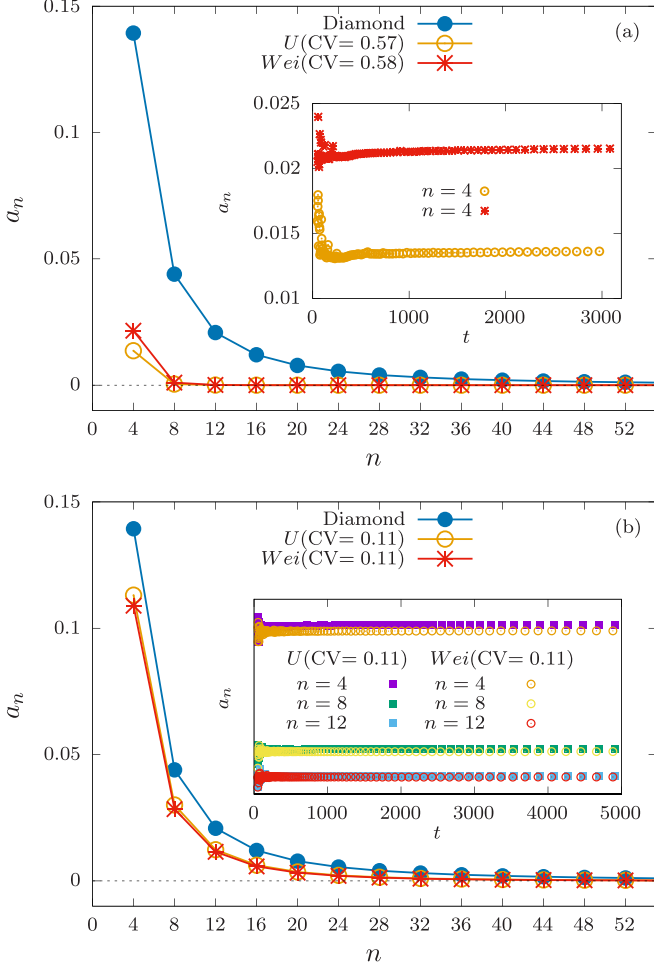 0.15
Diamond
(a)
U(CV= 0.57)
Wei(CV= 0.58)
0.1
0.05
0
a_n
0.025
0.02
0.015
0.01
a_n
n = 4
n = 4
0 1000 2000 3000
t
0 4 8 12 16 20 24 28 32 36 40 44 48 52
n
0.15
Diamond
(b)
U(CV= 0.11)
Wei(CV= 0.11)
0.1
0.05
0
a_n
a_n
U(CV= 0.11) Wei(CV= 0.11)
n = 4 n = 4
n = 8 n = 8
n = 12 n = 12
0 1000 2000 3000 4000 5000
t
0 4 8 12 16 20 24 28 32 36 40 44 48 52
n